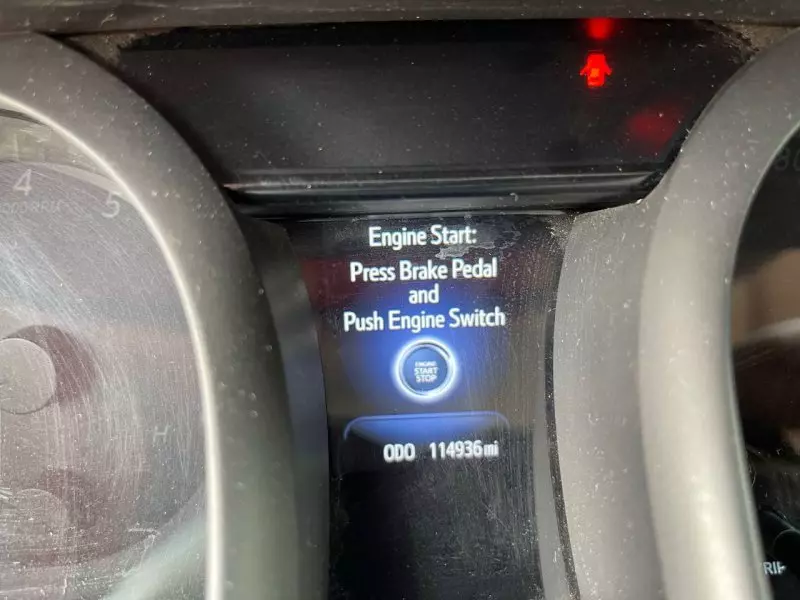 4
5
Engine Start:
Press Brake Pedal
and
Push Engine Switch
ENGINE
START
STOP
ODO 114936 mi
H